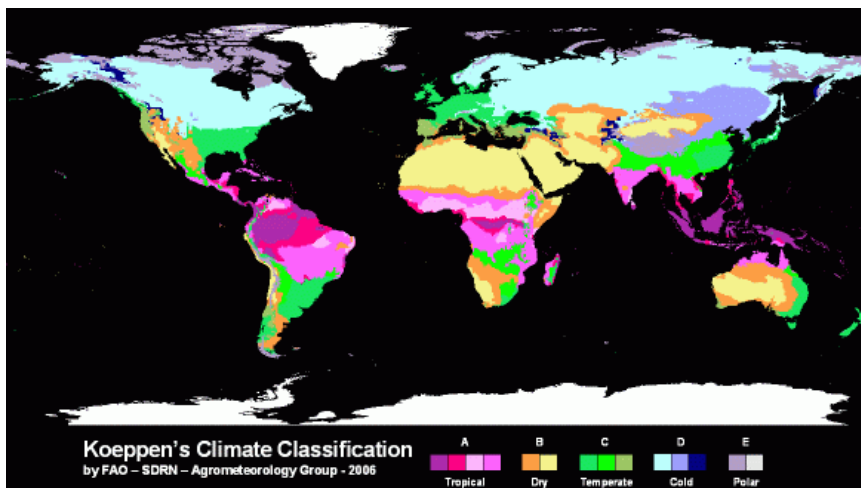 Koeppen's Climate Classification
by FAO – SDRN – Agrometeorology Group - 2006
A B C D E
Tropical Dry Temperate Cold Polar